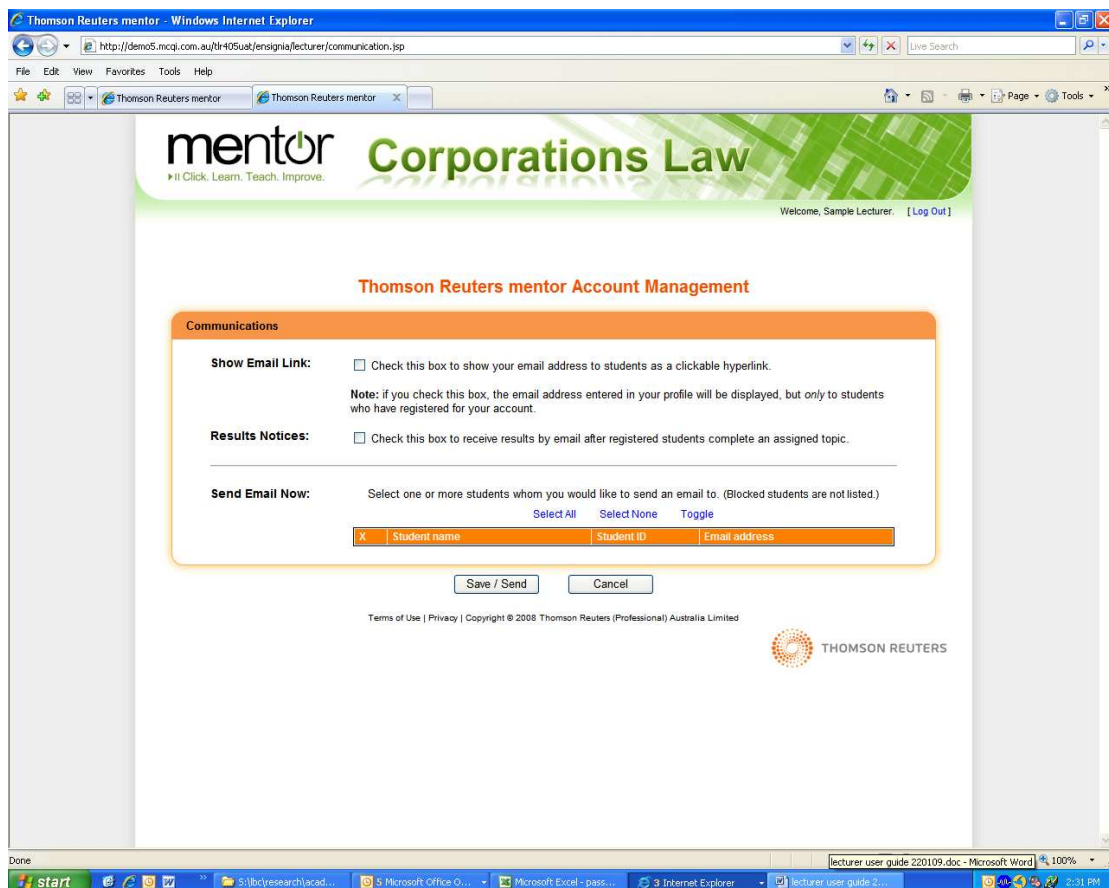 Thomson Reuters mentor - Windows Internet Explorer
http://demo5.mcqi.com.au/tlr405uat/ensignia/lecturer/communication.jsp
Live Search
File Edit View Favorites Tools Help
Thomson Reuters mentor
Thomson Reuters mentor
Page
Tools
mentor
Click. Learn. Teach. Improve.
Corporations Law
Welcome, Sample Lecturer. [ Log Out ]
Thomson Reuters mentor Account Management
Communications
Show Email Link: Check this box to show your email address to students as a clickable hyperlink.
Note: if you check this box, the email address entered in your profile will be displayed, but only to students
who have registered for your account.
Results Notices: Check this box to receive results by email after registered students complete an assigned topic.
Send Email Now: Select one or more students whom you would like to send an email to. (Blocked students are not listed.)
Select All Select None Toggle
X Student name Student ID Email address
Save / Send Cancel
Terms of Use | Privacy | Copyright © 2008 Thomson Reuters (Professional) Australia Limited
THOMSON REUTERS
Done
lecturer user guide 220109.doc - Microsoft Word
100%
start
S:\lbc\research\acad...
5 Microsoft Office O...
Microsoft Excel - pass...
3 Internet Explorer
lecturer user guide 2...
2:31 PM